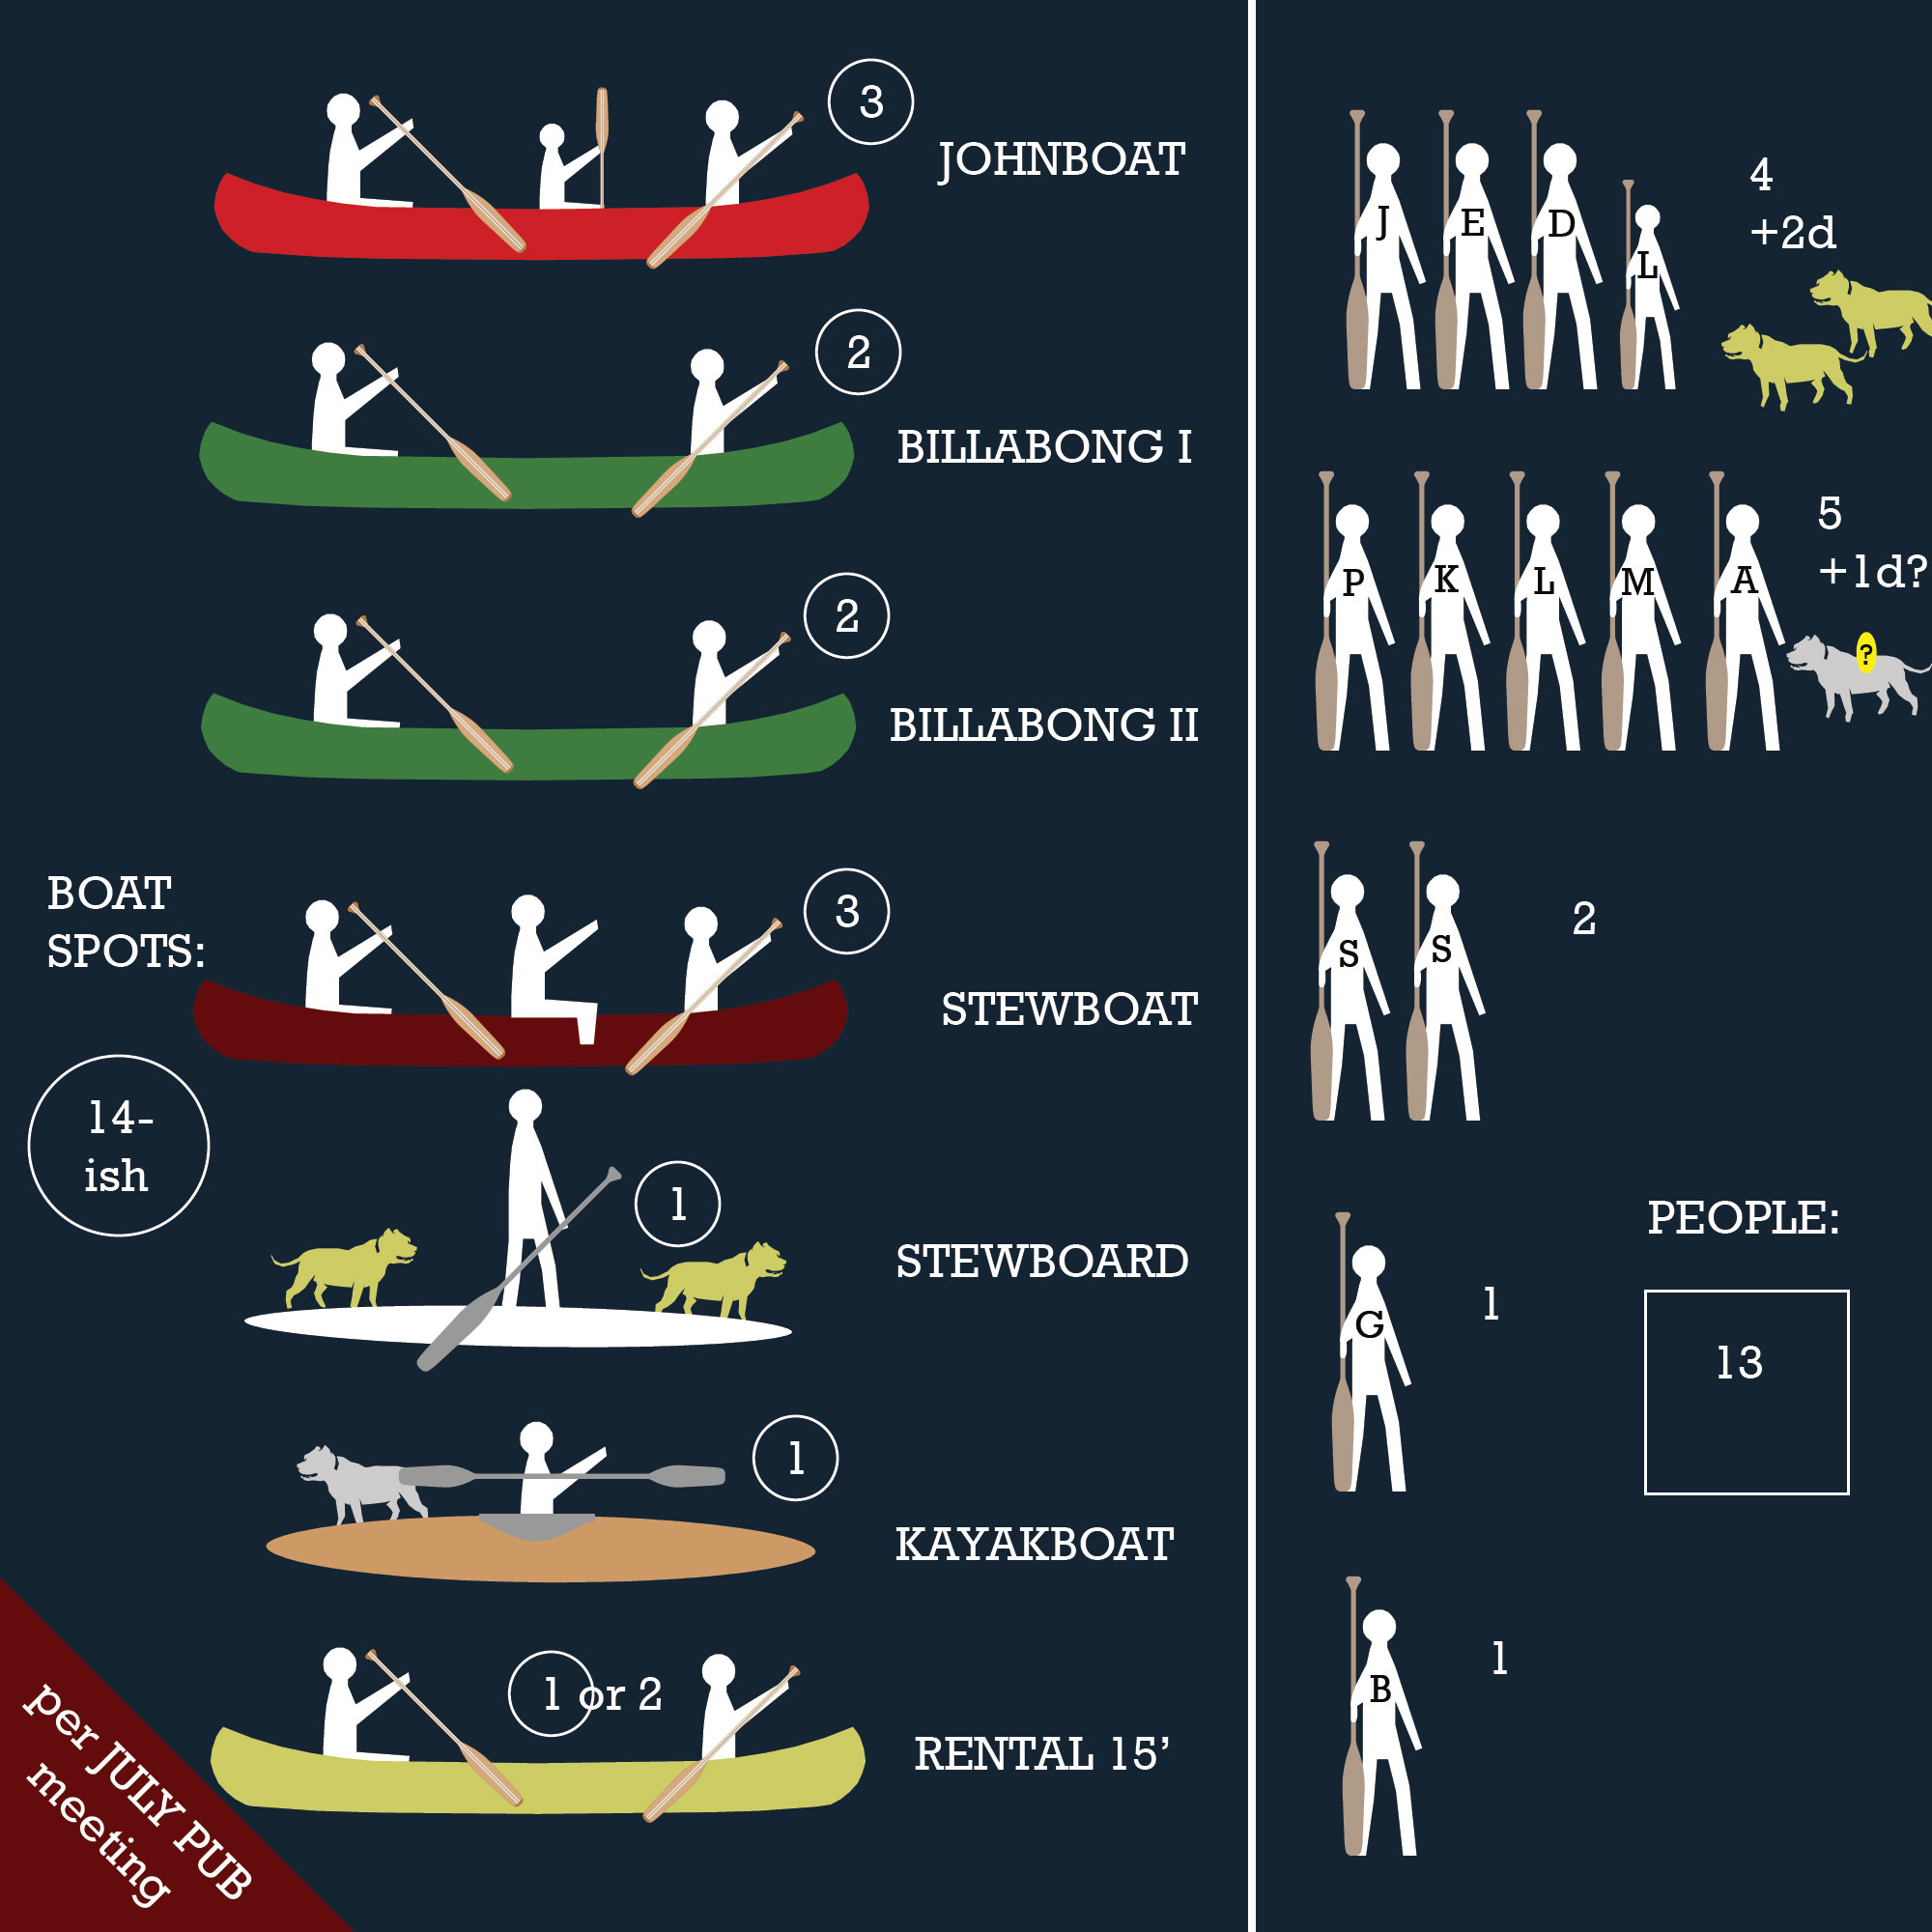 3
JOHNBOAT
2
BILLABONG I
2
BILLABONG II
BOAT
SPOTS:
14-
ish
3
STEWBOAT
1
STEWBOARD
1
KAYAKBOAT
1 or 2
RENTAL 15’
per JULY PUB
meeting
J E D L
4
+2d
P K L M A
5
+1d?
?
S S
2
G
1
PEOPLE:
13
B
1